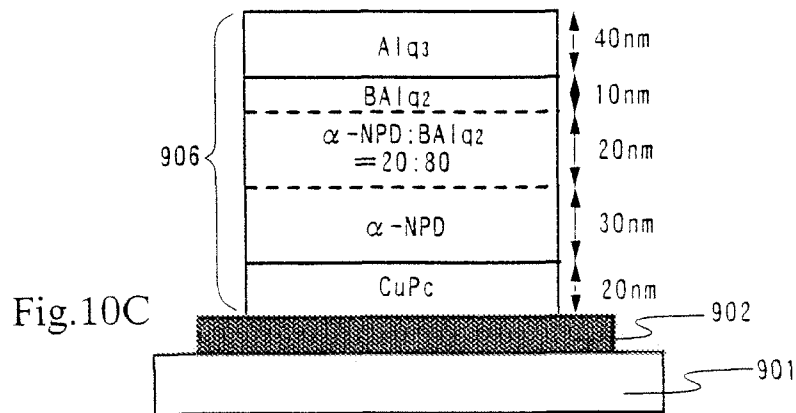 Alq3
40nm
BAlq2
10nm
α-NPD:BAlq2
=20:80
20nm
906
α-NPD
30nm
CuPc
20nm
Fig.10C
902
901